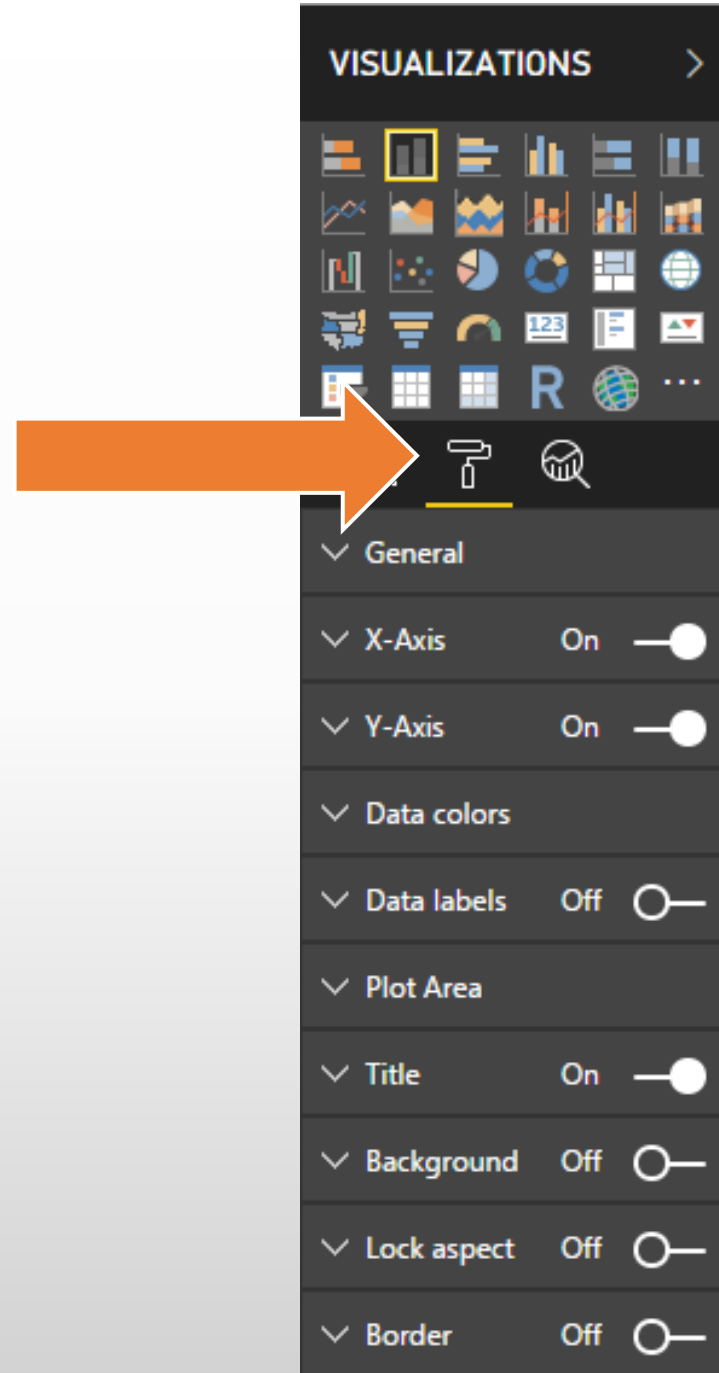 VISUALIZATIONS
123
R
General
X-Axis On
Y-Axis On
Data colors
Data labels Off
Plot Area
Title On
Background Off
Lock aspect Off
Border Off